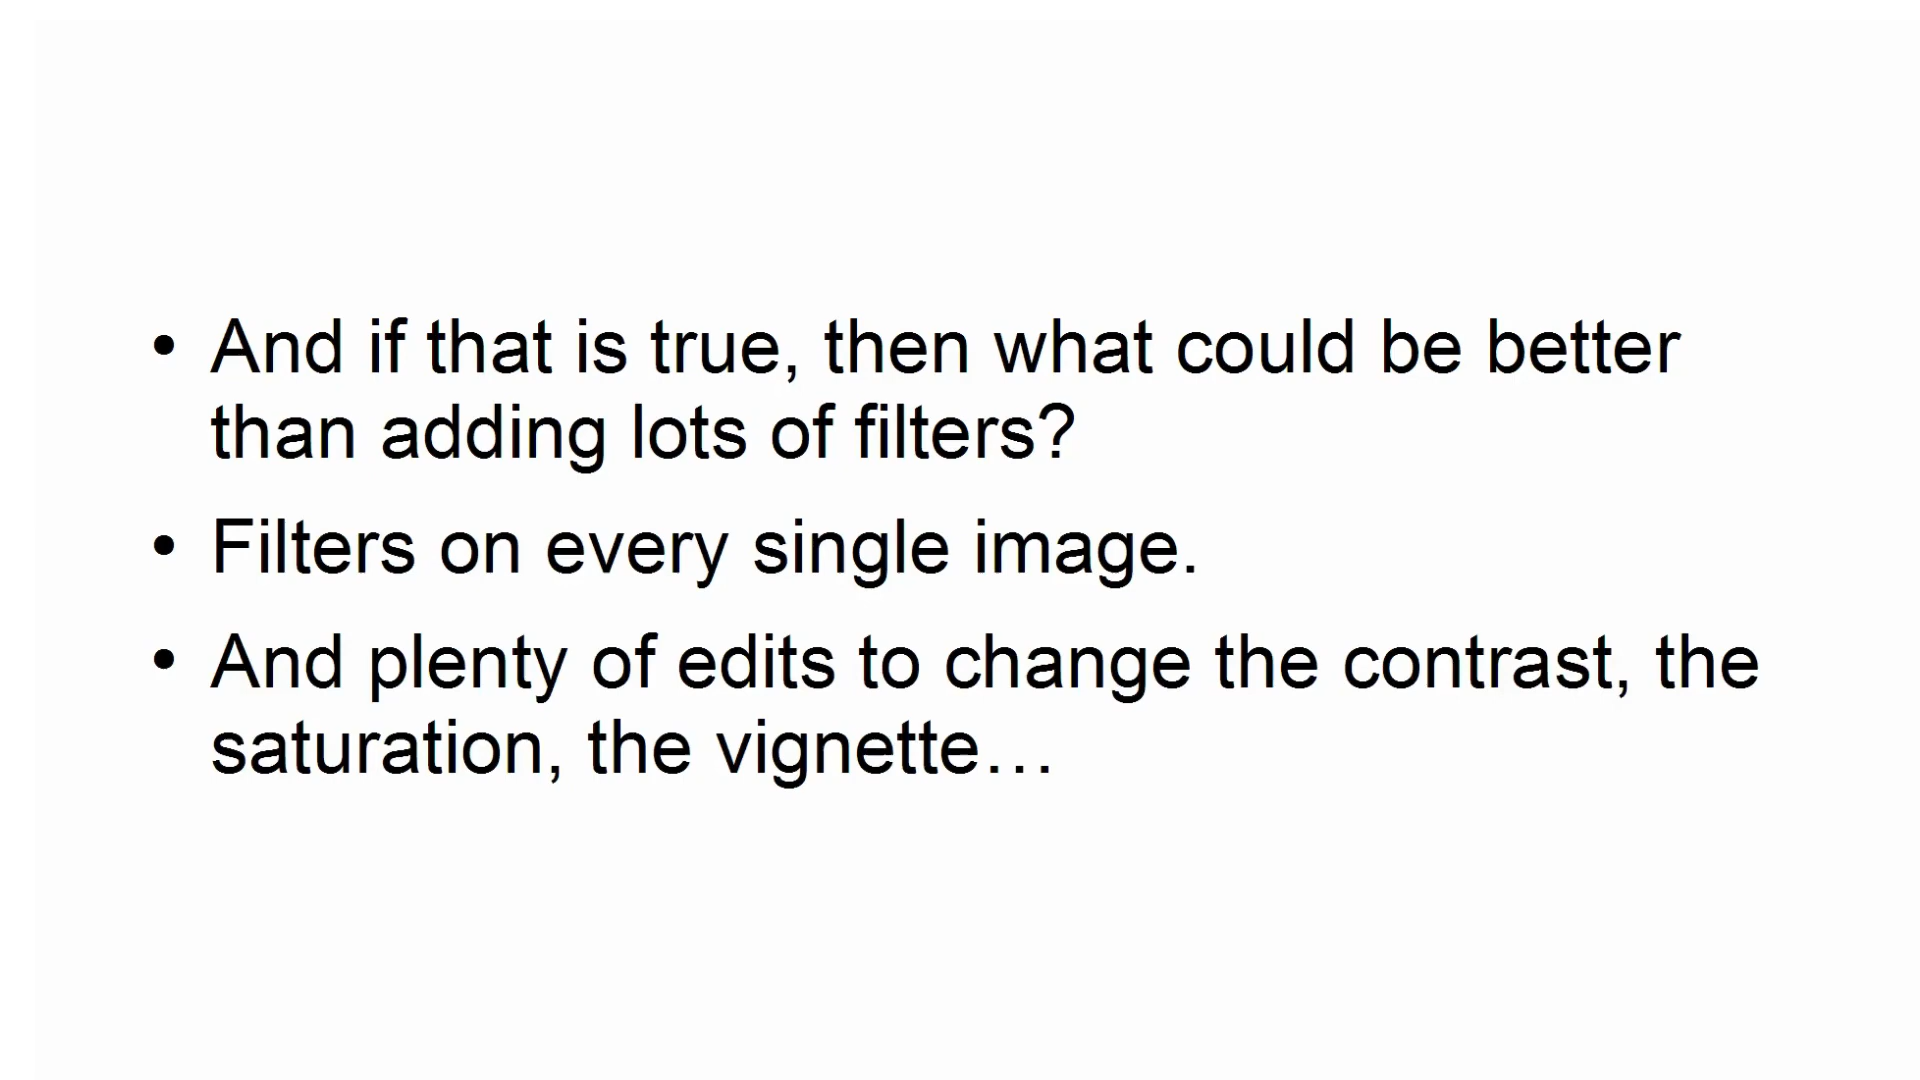 • And if that is true, then what could be better
than adding lots of filters?
• Filters on every single image.
• And plenty of edits to change the contrast, the
saturation, the vignette…